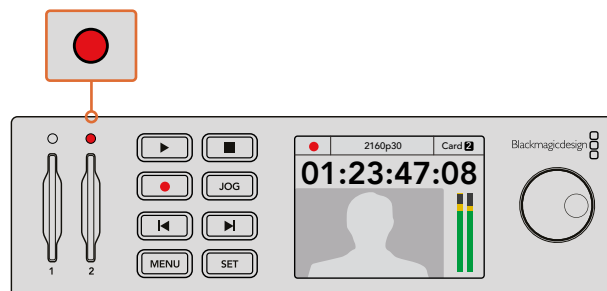 2160p30 Card 2
01:23:47:08
Blackmagicdesign
JOG
MENU SET
1 2